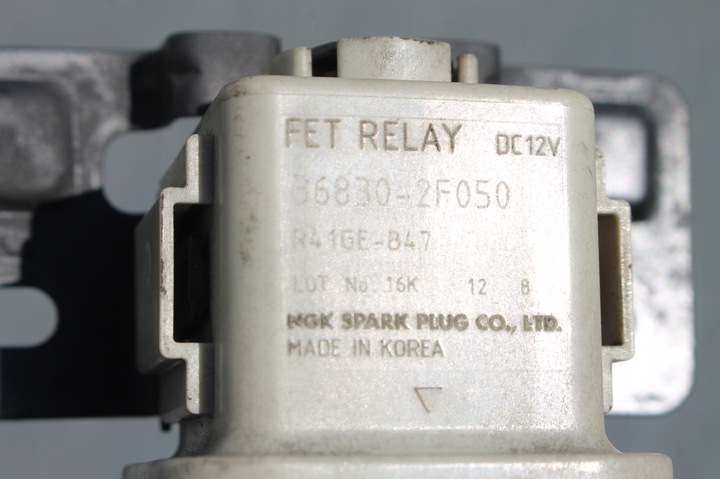 FET RELAY DC12V
36830-2F050
R41GE-B47
LOT No. 16K 12 8
NGK SPARK PLUG CO., LTD.
MADE IN KOREA